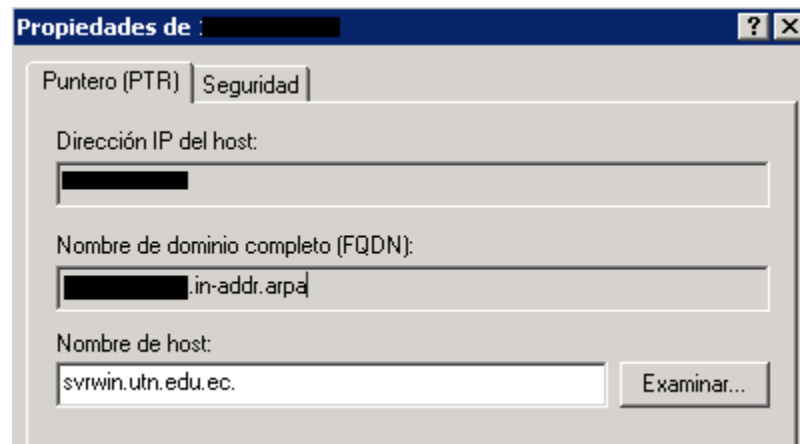 Propiedades de
Puntero (PTR) Seguridad
Dirección IP del host:
Nombre de dominio completo (FQDN):
.in-addr.arpa
Nombre de host:
svrwin.utn.edu.ec. Examinar...